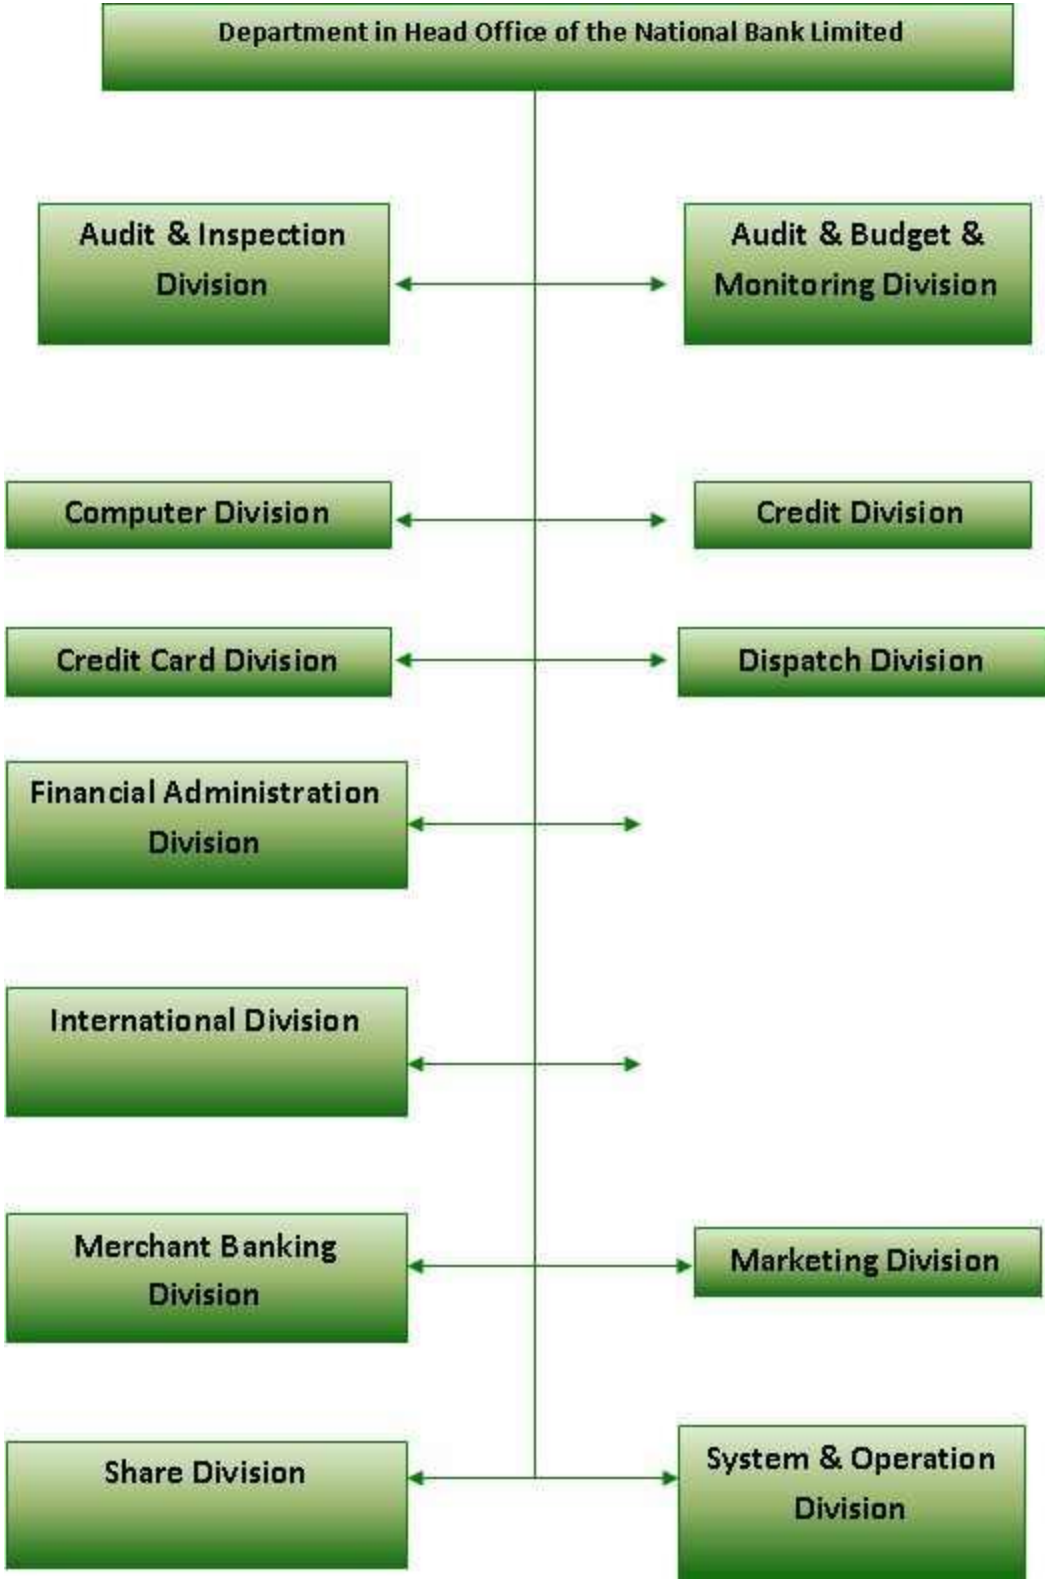 Department in Head Office of the National Bank Limited
Audit & Inspection
Division
Audit & Budget &
Monitoring Division
Computer Division
Credit Division
Credit Card Division
Dispatch Division
Financial Administration
Division
International Division
Merchant Banking
Division
Marketing Division
Share Division
System & Operation
Division